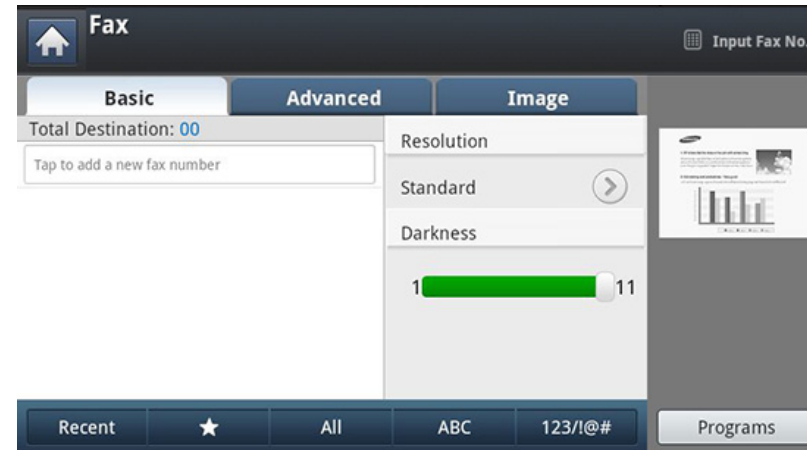 Fax
Input Fax No.
Basic
Advanced
Image
Total Destination: 00
Tap to add a new fax number
Resolution
Standard
Darkness
1
11
Recent
★
All
ABC
123/!@#
Programs